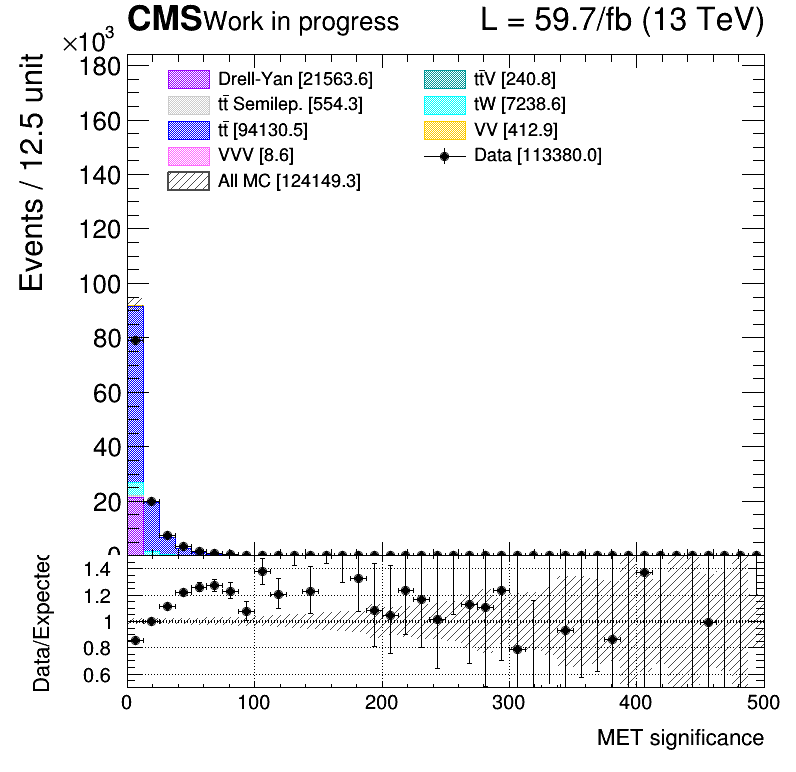 CMS Work in progress L = 59.7/fb (13 TeV)
×10³
Events / 12.5 unit
180
160
140
120
100
80
60
40
20
0
Drell-Yan [21563.6]
tt̄ Semilep. [554.3]
tt̄ [94130.5]
VVV [8.6]
All MC [124149.3]
tt̄V [240.8]
tW [7238.6]
VV [412.9]
Data [113380.0]
Data/Expected
1.4
1.2
1
0.8
0.6
0 100 200 300 400 500
MET significance